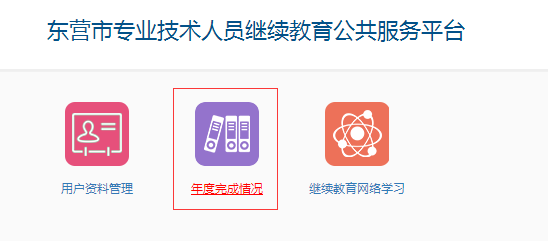 东营市专业技术人员继续教育公共服务平台
用户资料管理 年度完成情况 继续教育网络学习